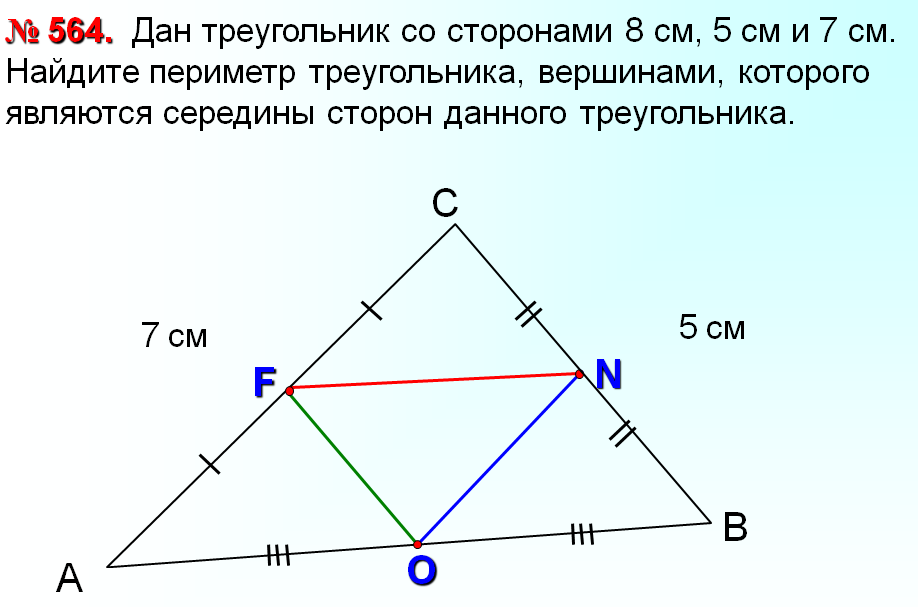 № 564. Дан треугольник со сторонами 8 см, 5 см и 7 см.
Найдите периметр треугольника, вершинами, которого
являются середины сторон данного треугольника.
C
7 см
5 см
F
N
A
O
B